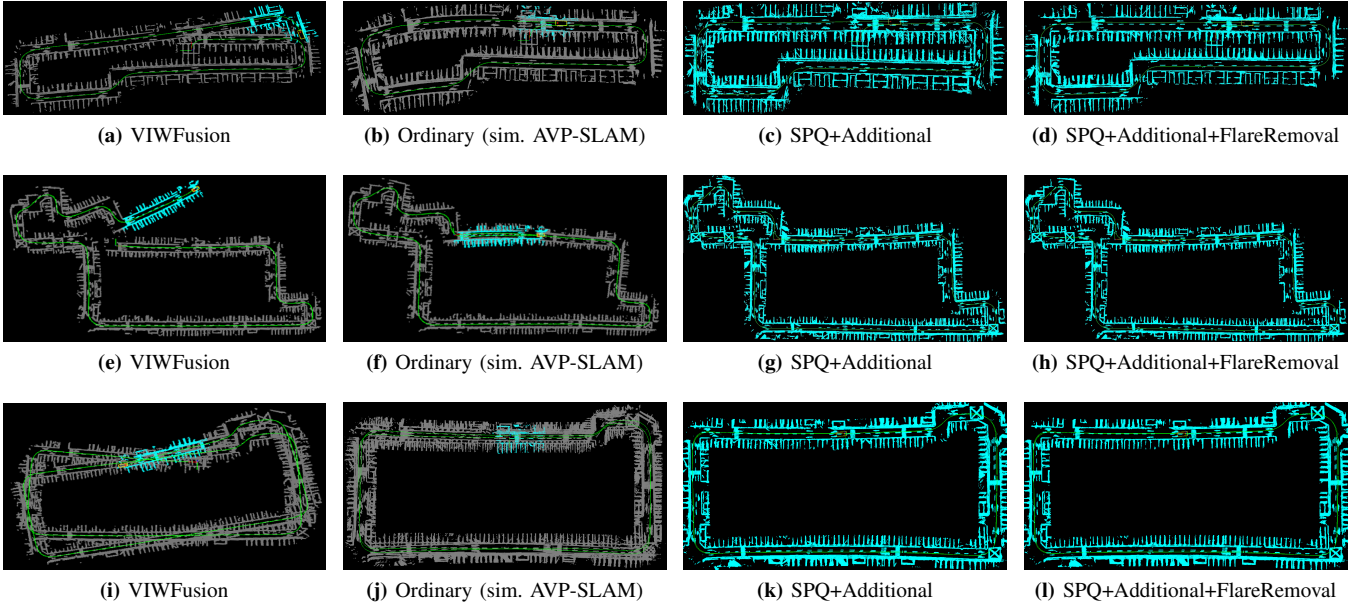 (a) VIWFusion
(b) Ordinary (sim. AVP-SLAM)
(c) SPQ+Additional
(d) SPQ+Additional+FlareRemoval
(e) VIWFusion
(f) Ordinary (sim. AVP-SLAM)
(g) SPQ+Additional
(h) SPQ+Additional+FlareRemoval
(i) VIWFusion
(j) Ordinary (sim. AVP-SLAM)
(k) SPQ+Additional
(l) SPQ+Additional+FlareRemoval